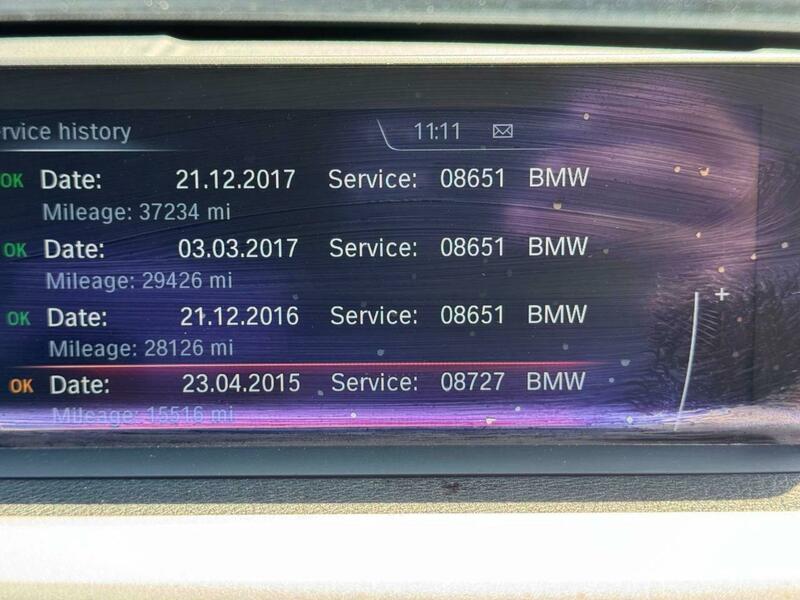 rvice history 11:11
OK Date: 21.12.2017 Service: 08651 BMW
Mileage: 37234 mi
OK Date: 03.03.2017 Service: 08651 BMW
Mileage: 29426 mi
OK Date: 21.12.2016 Service: 08651 BMW
Mileage: 28126 mi
OK Date: 23.04.2015 Service: 08727 BMW
Mileage: 15516 mi